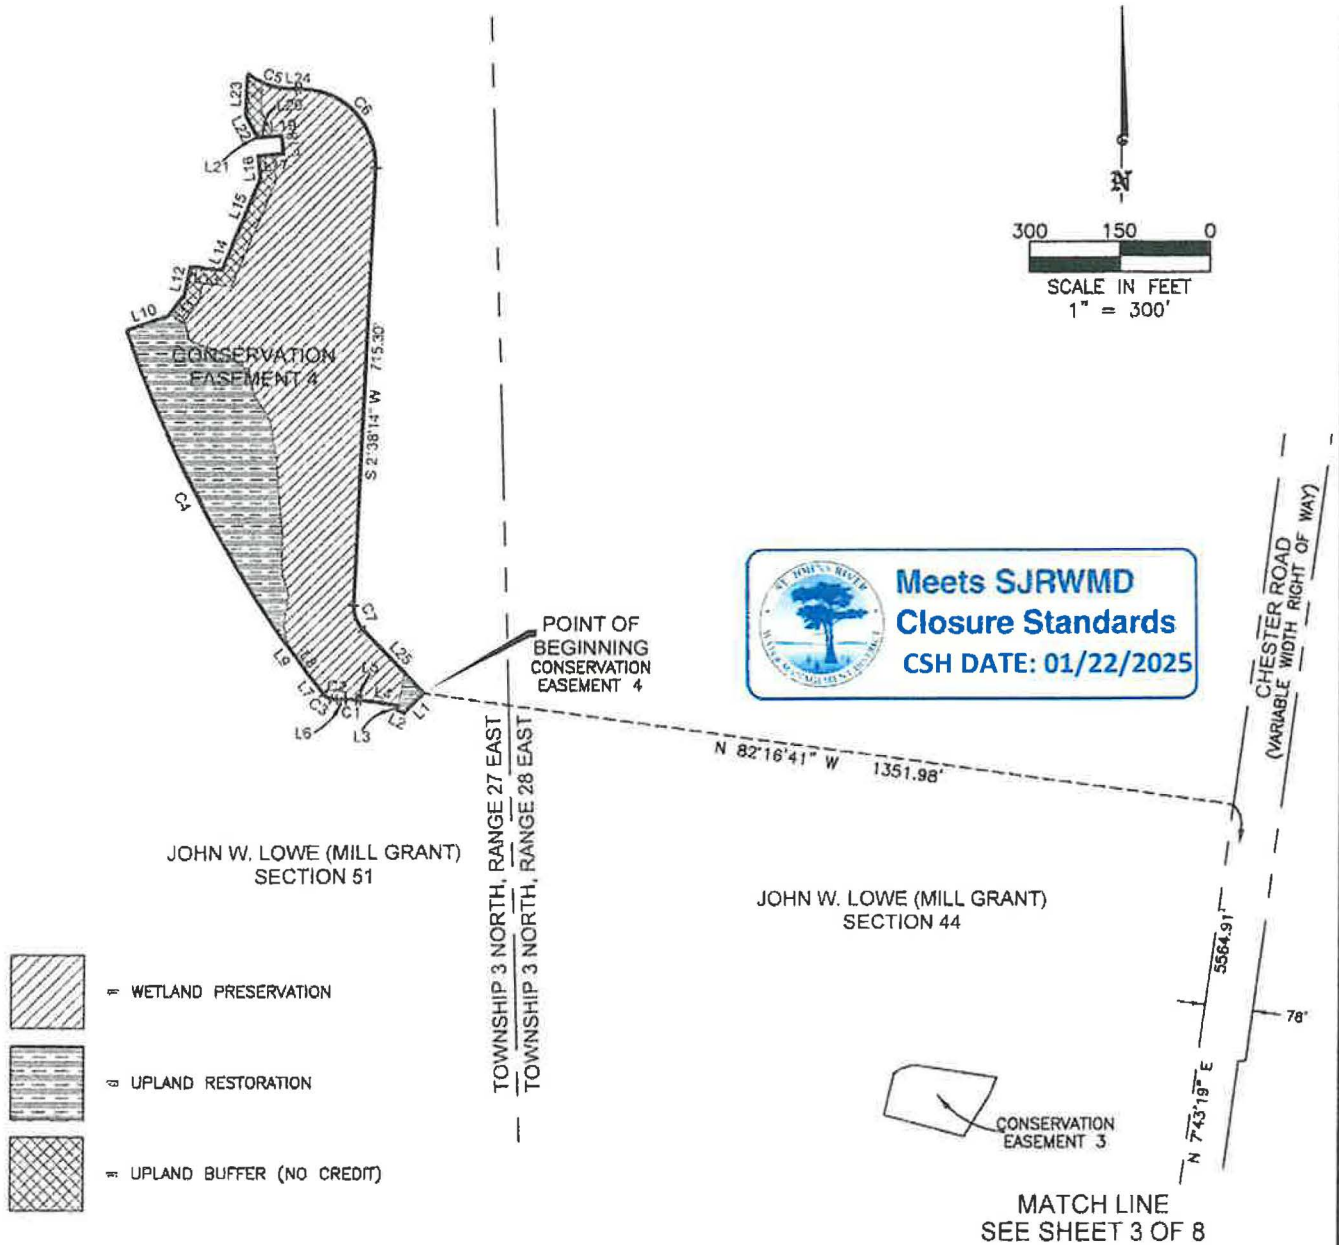 C5
L24
L23
L20
C6
L22
L19
L21
L18
L17
L15
L14
L12
L10
CONSERVATION
EASEMENT 4
S 2°38'14" W 715.30'
C4
C7
L25
L9
L8
L5
L7
C3
C1
L2
L1
L6
L3
POINT OF
BEGINNING
CONSERVATION
EASEMENT 4
N
300 150 0
SCALE IN FEET
1" = 300'
ST. JOHNS RIVER
WATER MANAGEMENT DISTRICT
Meets SJRWMD
Closure Standards
CSH DATE: 01/22/2025
CHESTER ROAD
(VARIABLE WIDTH RIGHT OF WAY)
N 82°16'41" W 1351.98'
TOWNSHIP 3 NORTH, RANGE 27 EAST
TOWNSHIP 3 NORTH, RANGE 28 EAST
JOHN W. LOWE (MILL GRANT)
SECTION 51
JOHN W. LOWE (MILL GRANT)
SECTION 44
5564.91'
78'
N 7°43'19" E
= WETLAND PRESERVATION
= UPLAND RESTORATION
= UPLAND BUFFER (NO CREDIT)
CONSERVATION
EASEMENT 3
MATCH LINE
SEE SHEET 3 OF 8